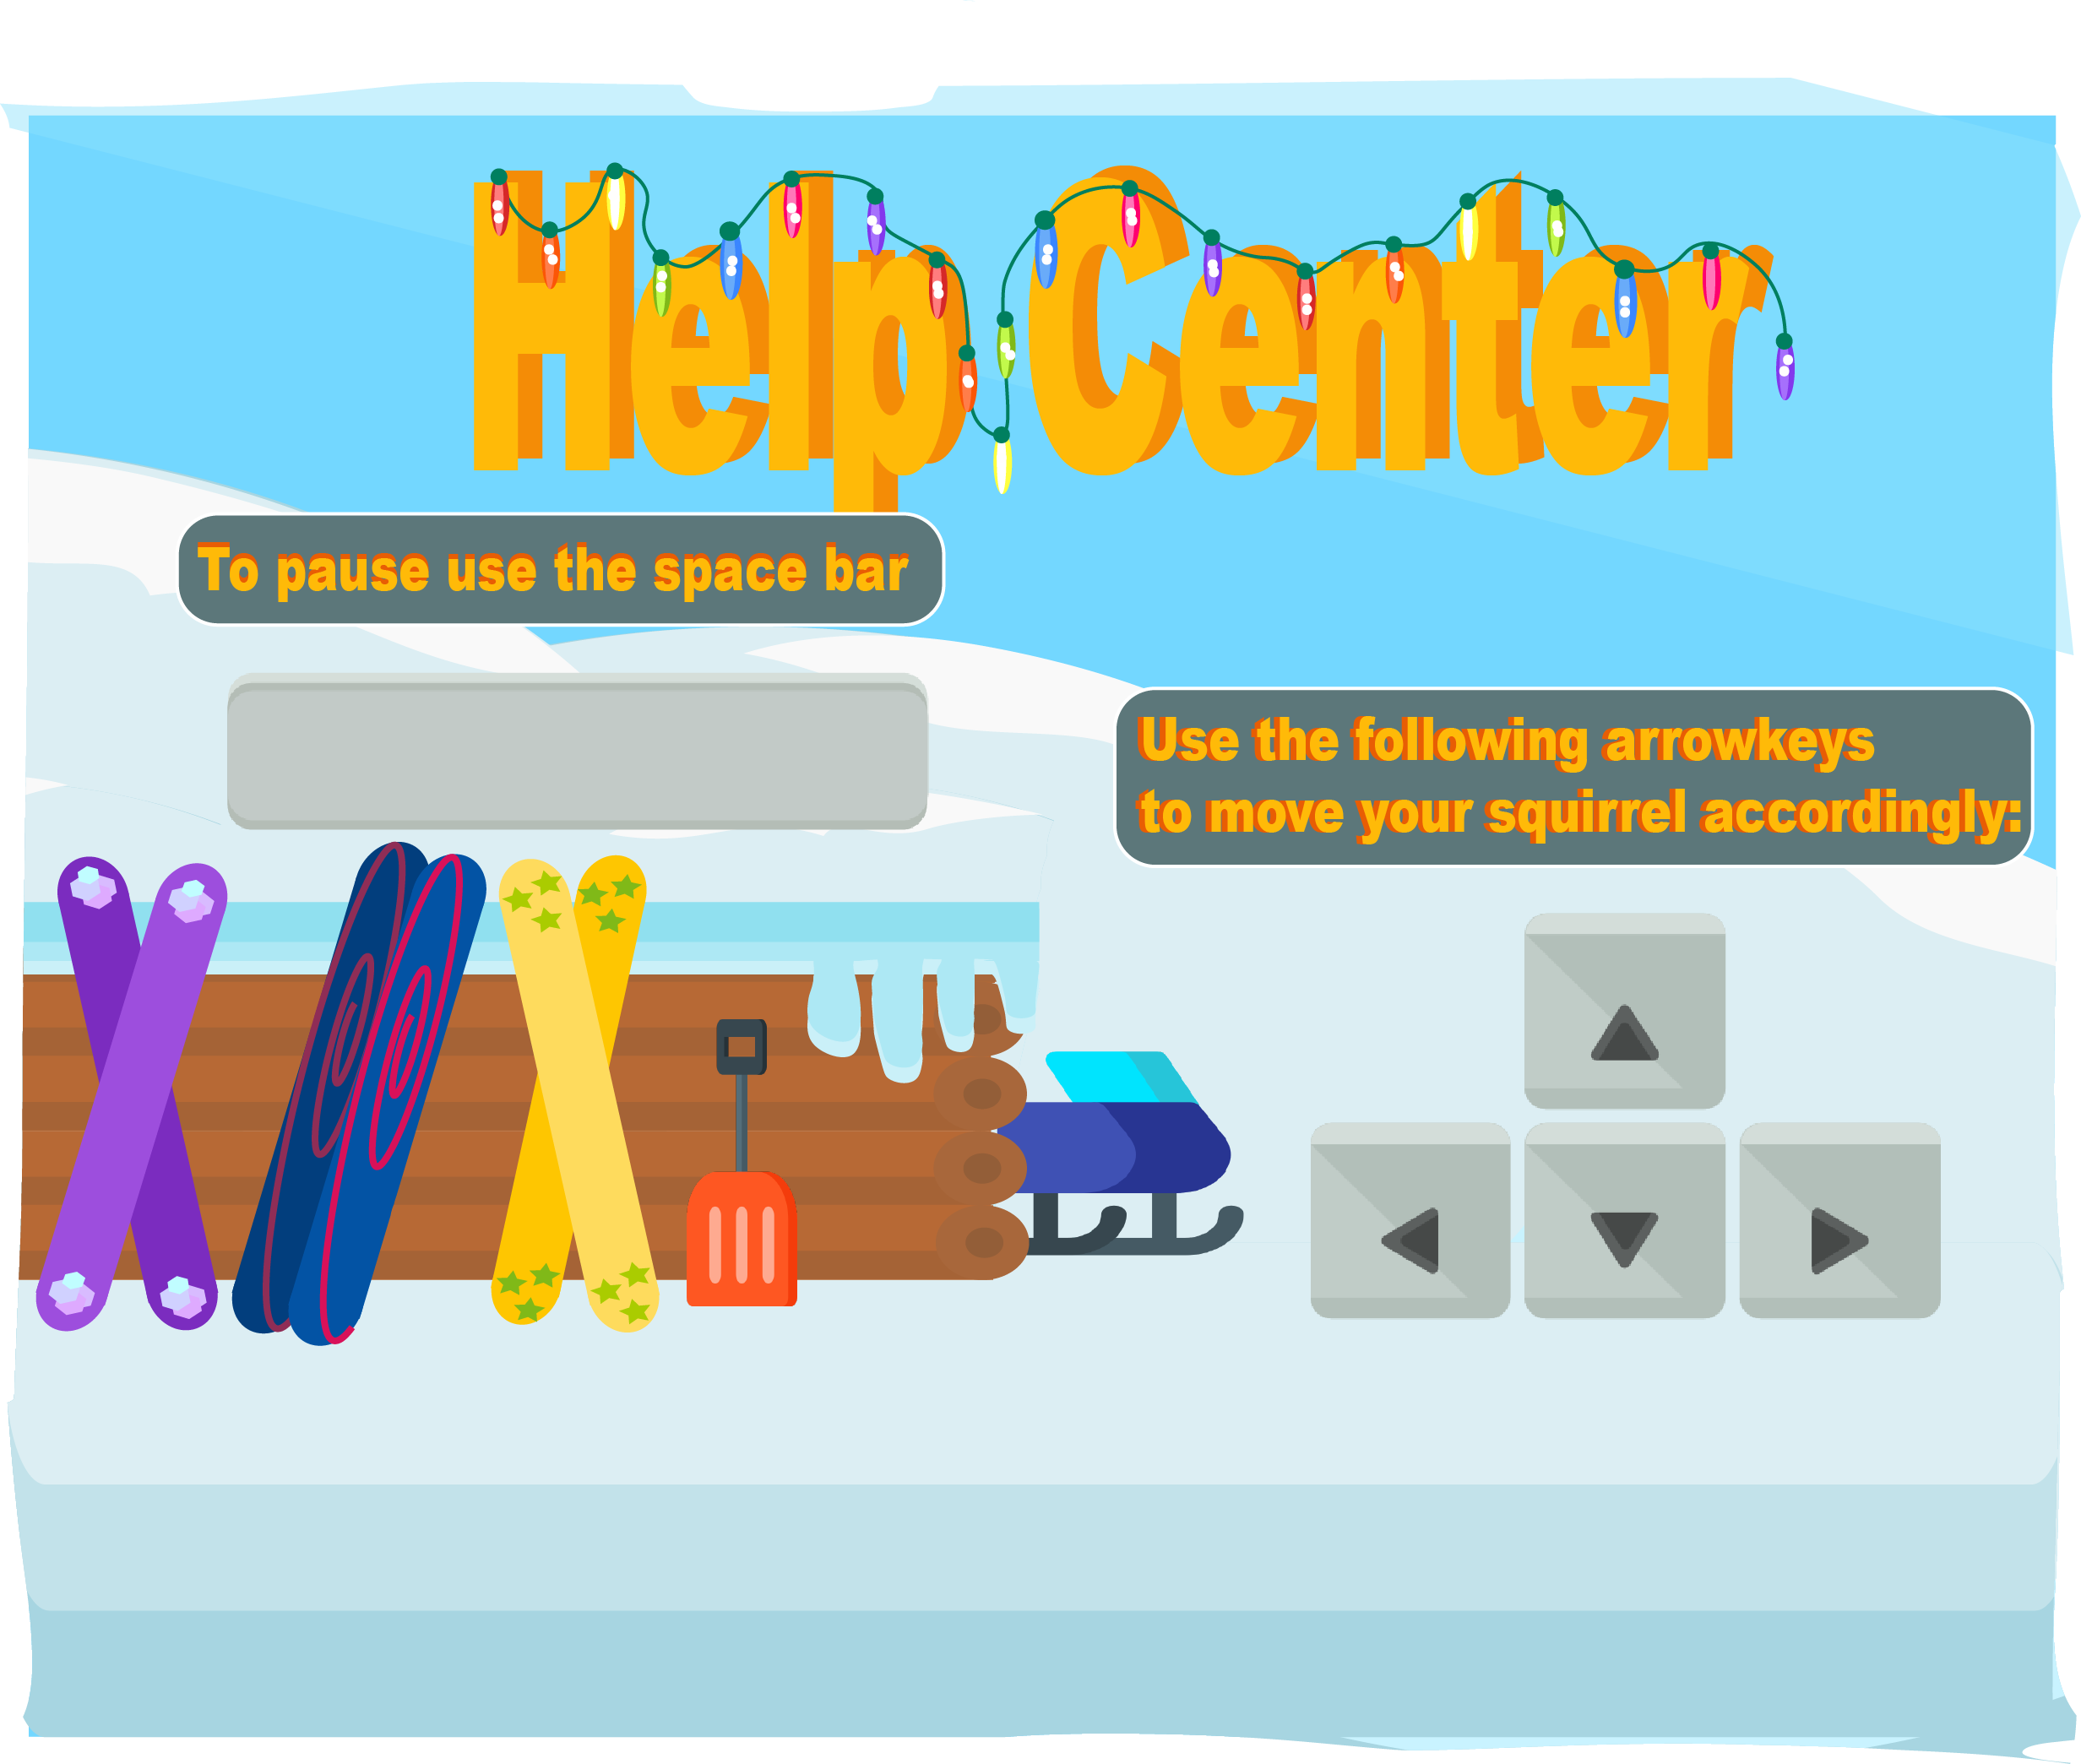 Help Center
To pause use the space bar
Use the following arrowkeys
to move your squirrel accordingly: